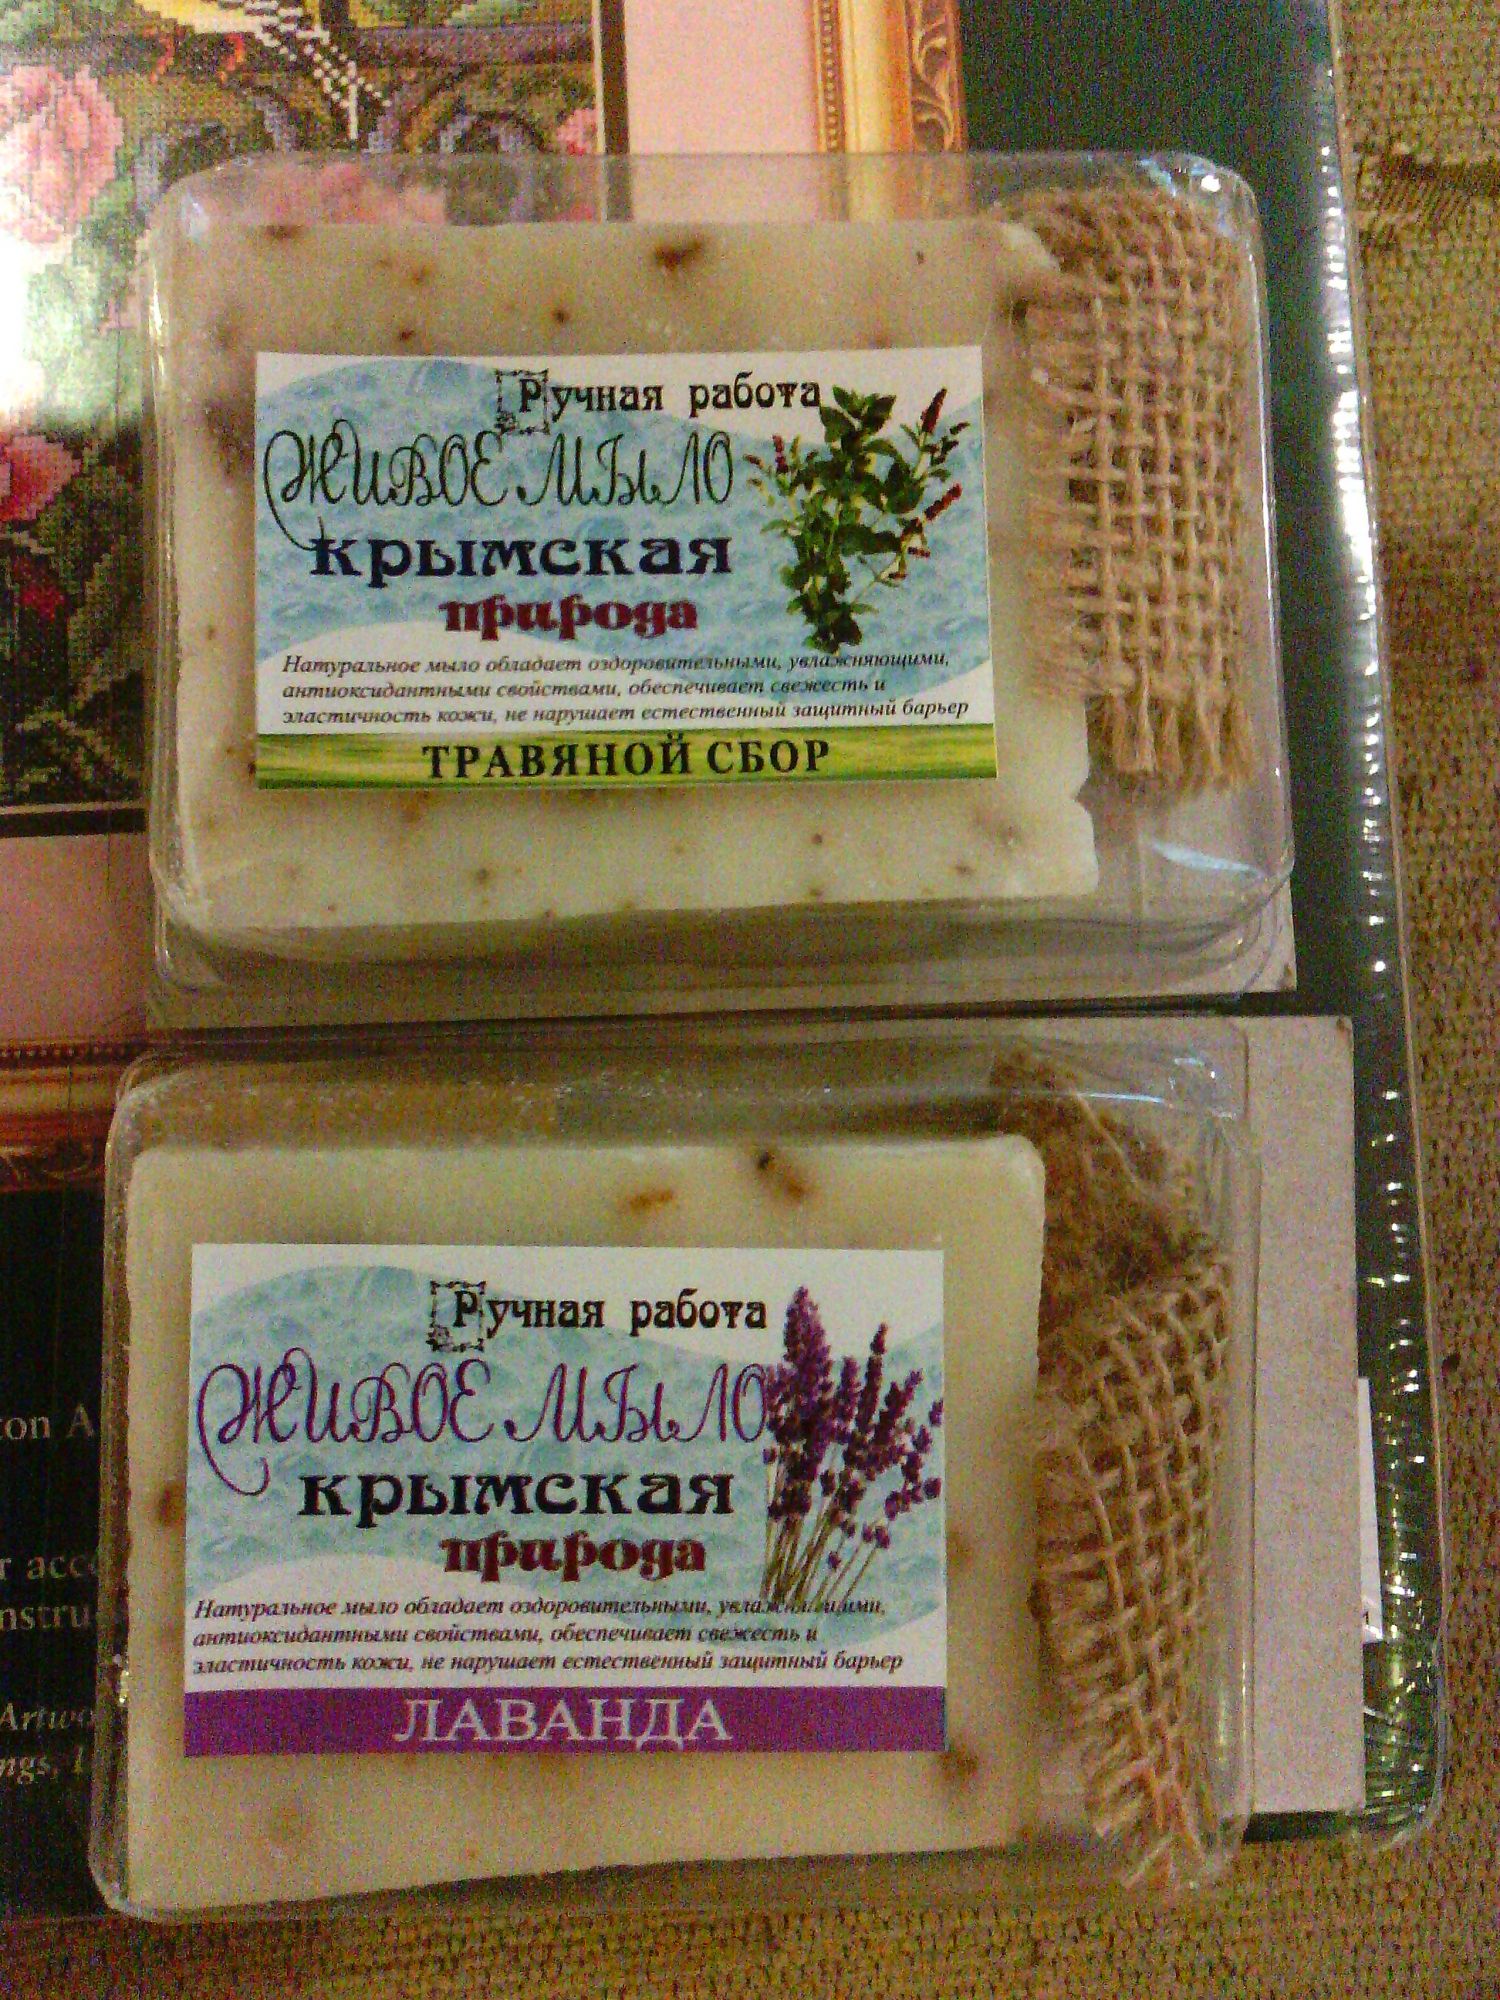 Ручная работа
ЖИВОЕ МЫЛО
крымская
природа
Натуральное мыло обладает оздоровительными, увлажняющими,
антиоксидантными свойствами, обеспечивает свежесть и
эластичность кожи, не нарушает естественный защитный барьер
ТРАВЯНОЙ СБОР
Ручная работа
ЖИВОЕ МЫЛО
крымская
природа
Натуральное мыло обладает оздоровительными, увлажняющими,
антиоксидантными свойствами, обеспечивает свежесть и
эластичность кожи, не нарушает естественный защитный барьер
ЛАВАНДА